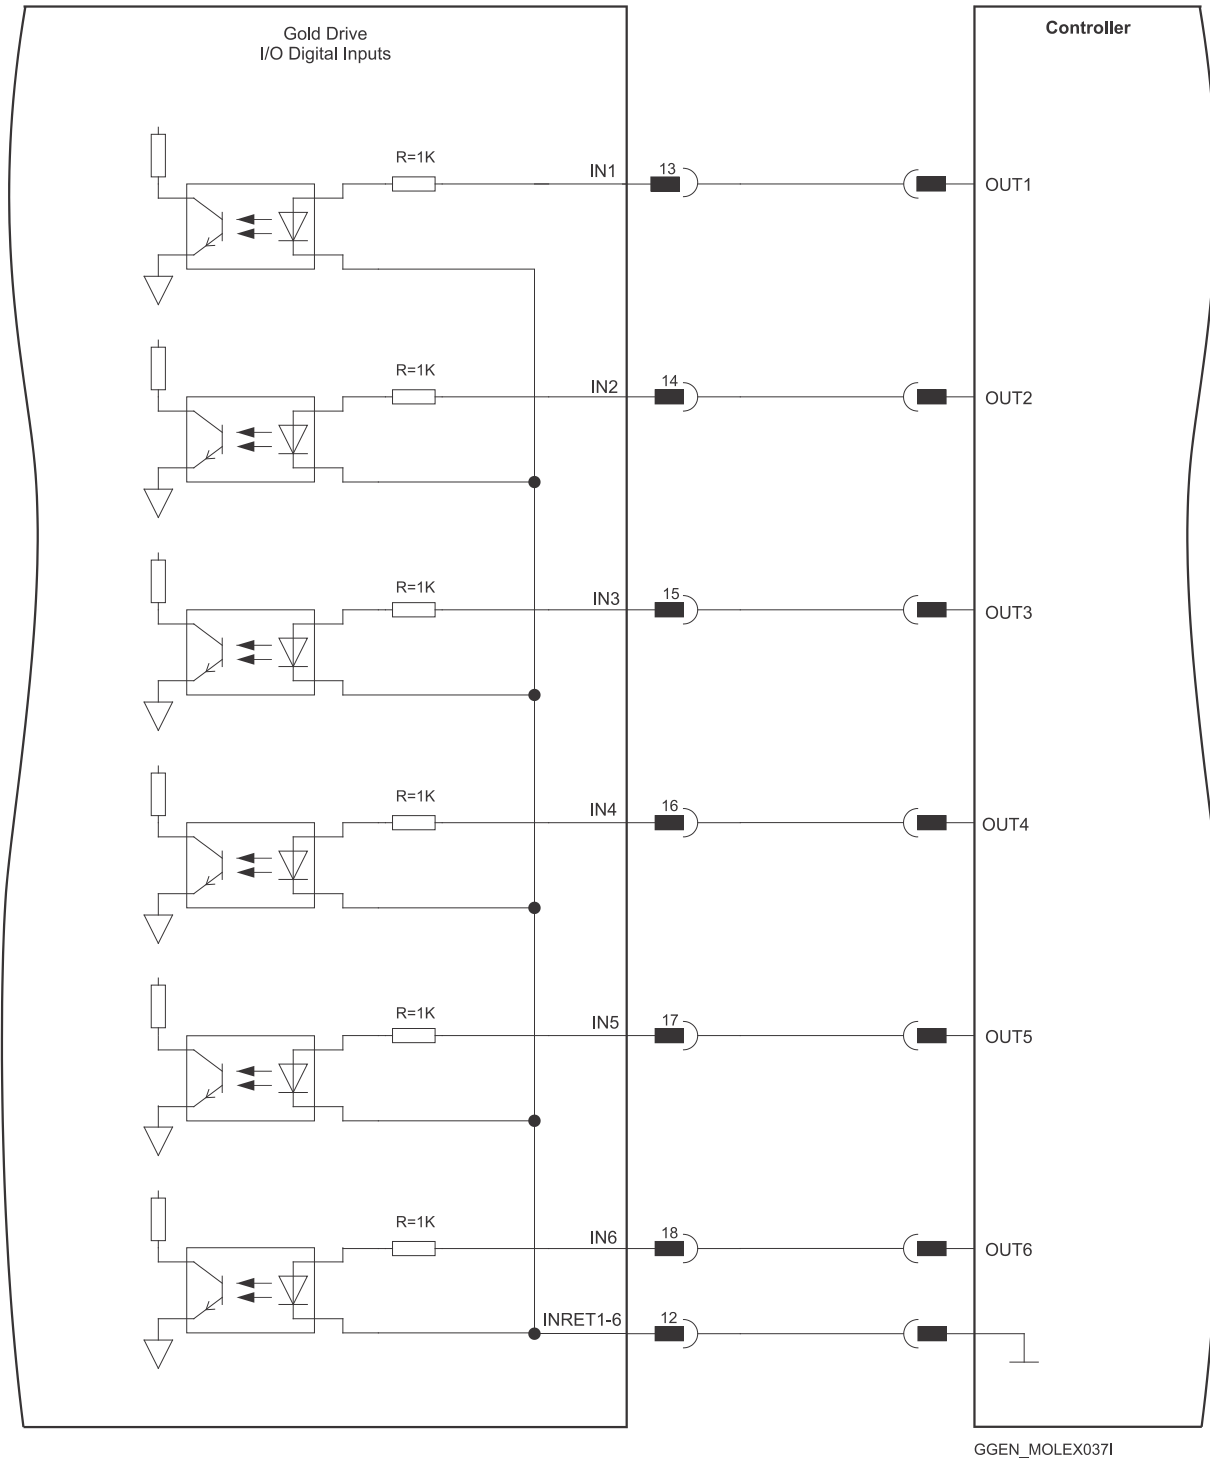 Gold Drive
I/O Digital Inputs
Controller
R=1K
IN1
13
OUT1
R=1K
IN2
14
OUT2
R=1K
IN3
15
OUT3
R=1K
IN4
16
OUT4
R=1K
IN5
17
OUT5
R=1K
IN6
18
OUT6
INRET1-6
12
GGEN_MOLEX037I